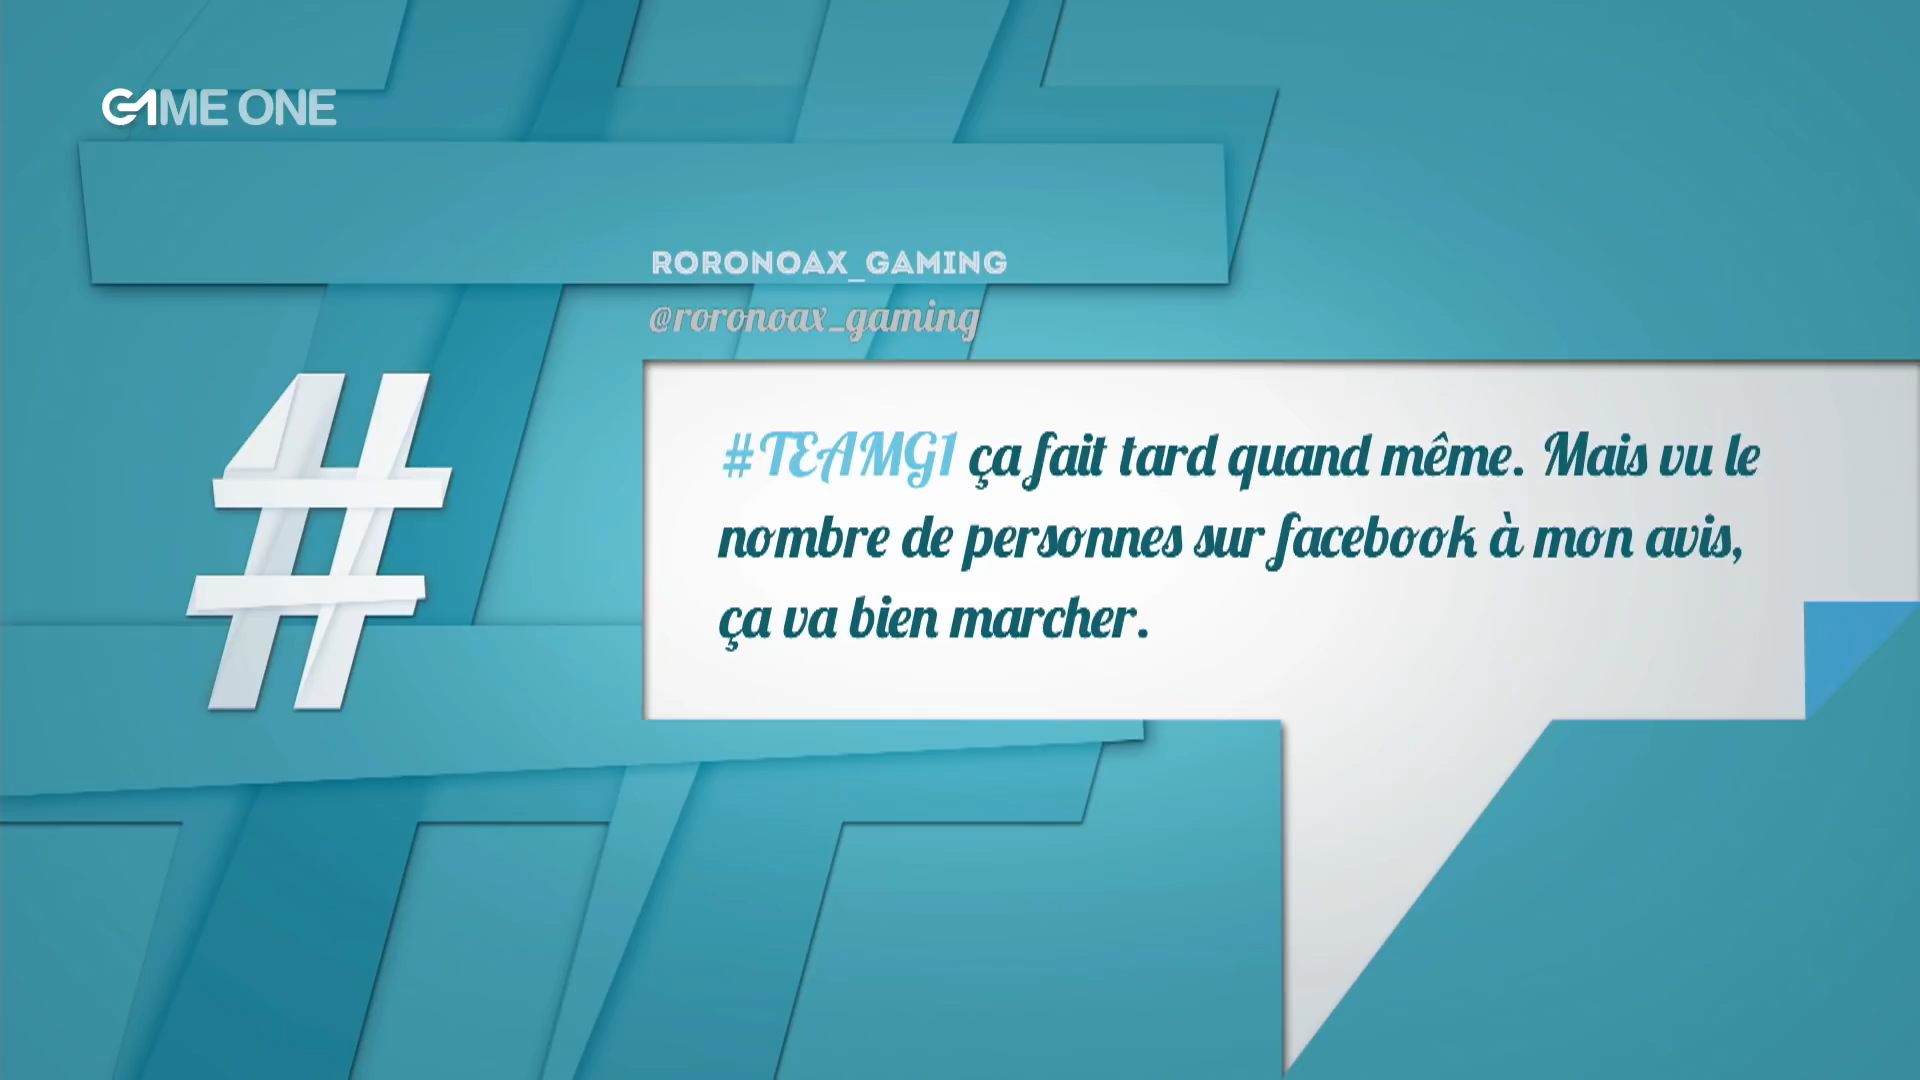 GAME ONE
RORONOAX_GAMING
@roronoax_gaming
#TEAMG1 ça fait tard quand même. Mais vu le
nombre de personnes sur facebook à mon avis,
ça va bien marcher.